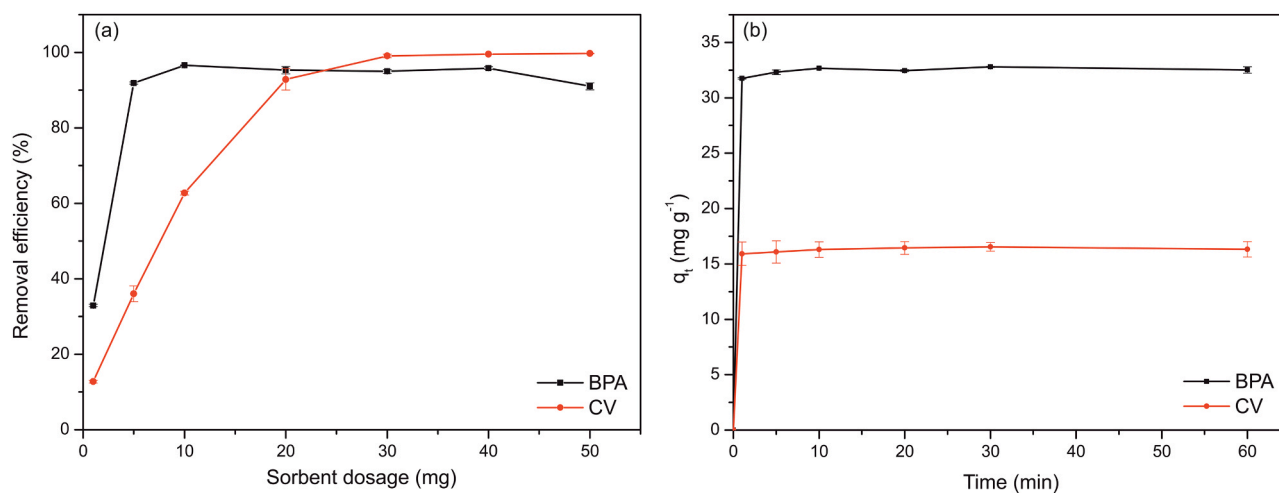 (a)
100
80
60
40
20
0
Removal efficiency (%)
0 10 20 30 40 50
Sorbent dosage (mg)
BPA
CV
(b)
35
30
25
20
15
10
5
0
qt (mg g-1)
0 10 20 30 40 50 60
Time (min)
BPA
CV